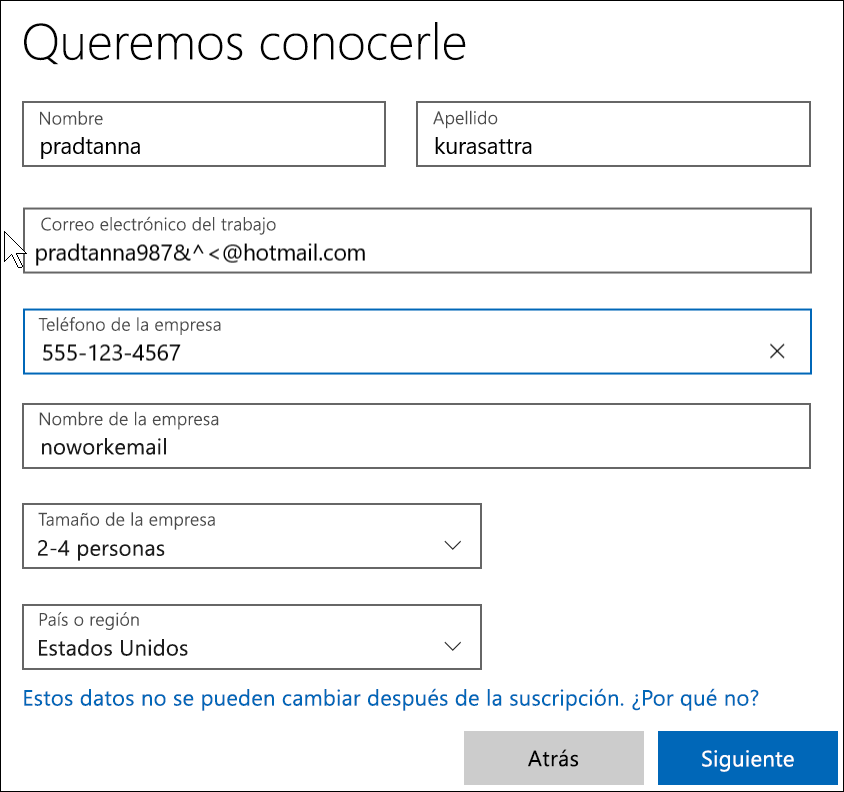 Queremos conocerle
Nombre
pradtanna
Apellido
kurasattra
Correo electrónico del trabajo
pradtanna987&^<@hotmail.com
Teléfono de la empresa
555-123-4567
Nombre de la empresa
noworkemail
Tamaño de la empresa
2-4 personas
País o región
Estados Unidos
Estos datos no se pueden cambiar después de la suscripción. ¿Por qué no?
Atrás
Siguiente